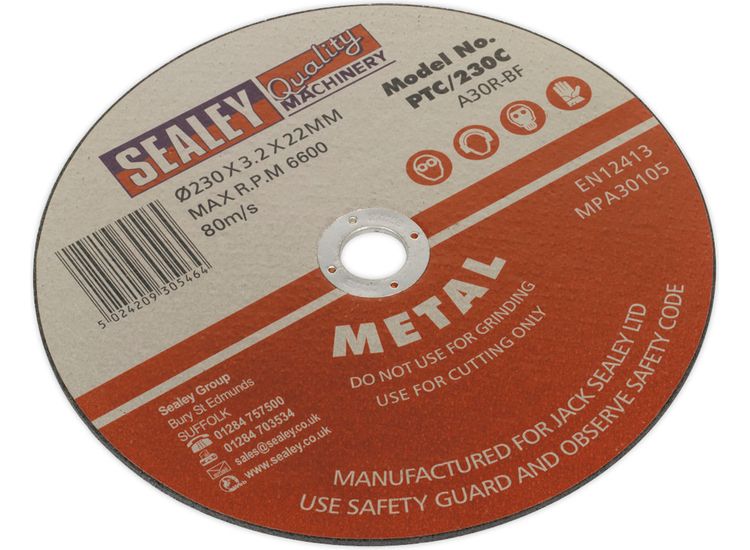 SEALEY
Quality
MACHINERY
Ø230 X 3.2 X 22MM
MAX R.P.M 6600
80m/s
5 024209 305464
Model No.
PTC/230C
A30R-BF
EN12413
MPA30105
METAL
DO NOT USE FOR GRINDING
USE FOR CUTTING ONLY
Sealey Group
Bury St Edmunds
SUFFOLK
01284 757500
01284 703534
sales@sealey.co.uk
www.sealey.co.uk
MANUFACTURED FOR JACK SEALEY LTD
USE SAFETY GUARD AND OBSERVE SAFETY CODE